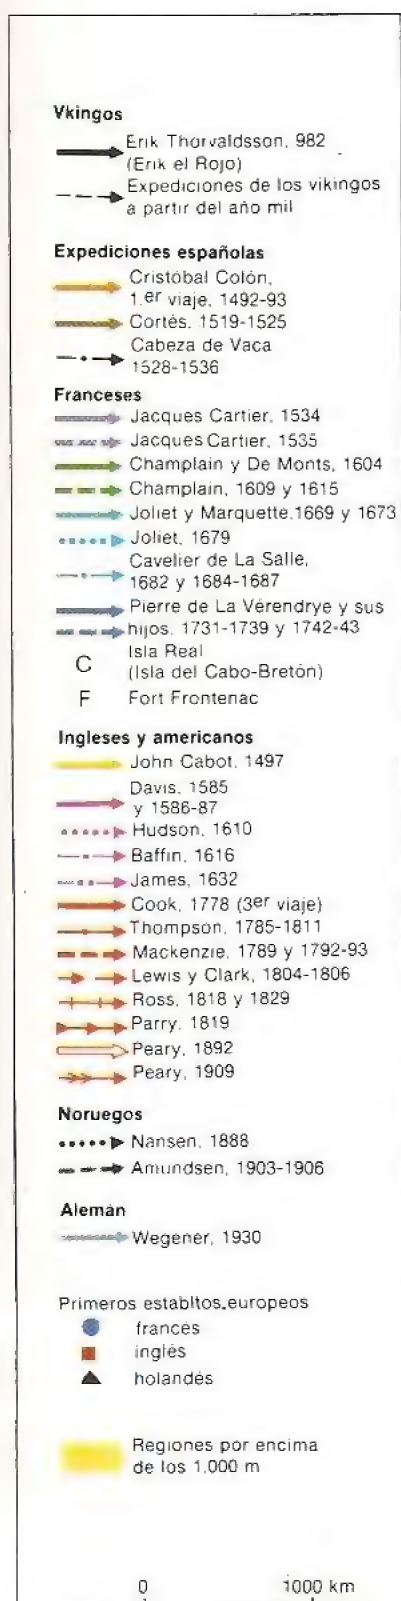 Vkingos
Erik Thorvaldsson, 982
(Erik el Rojo)
Expediciones de los vikingos
a partir del año mil
Expediciones españolas
Cristóbal Colón,
1.er viaje, 1492-93
Cortés, 1519-1525
Cabeza de Vaca
1528-1536
Franceses
Jacques Cartier, 1534
Jacques Cartier, 1535
Champlain y De Monts, 1604
Champlain, 1609 y 1615
Joliet y Marquette.1669 y 1673
Joliet, 1679
Cavelier de La Salle,
1682 y 1684-1687
Pierre de La Vérendrye y sus
hijos. 1731-1739 y 1742-43
C Isla Real
(Isla del Cabo-Bretón)
F Fort Frontenac
Ingleses y americanos
John Cabot, 1497
Davis, 1585
y 1586-87
Hudson, 1610
Baffin, 1616
James, 1632
Cook, 1778 (3er viaje)
Thompson, 1785-1811
Mackenzie, 1789 y 1792-93
Lewis y Clark, 1804-1806
Ross, 1818 y 1829
Parry, 1819
Peary, 1892
Peary, 1909
Noruegos
Nansen, 1888
Amundsen, 1903-1906
Alemán
Wegener, 1930
Primeros establtos.europeos
francés
inglés
holandés
Regiones por encima
de los 1.000 m
0 1000 km